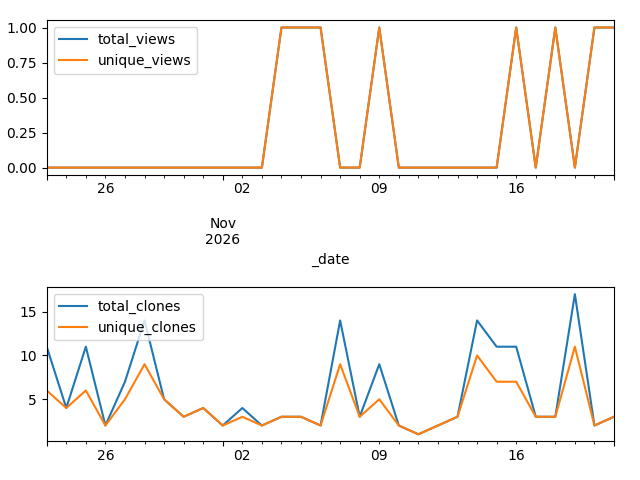 1.00
0.75
0.50
0.25
0.00
total_views
unique_views
26 02 09 16
Nov
2026
_date
15
10
5
total_clones
unique_clones
26 02 09 16